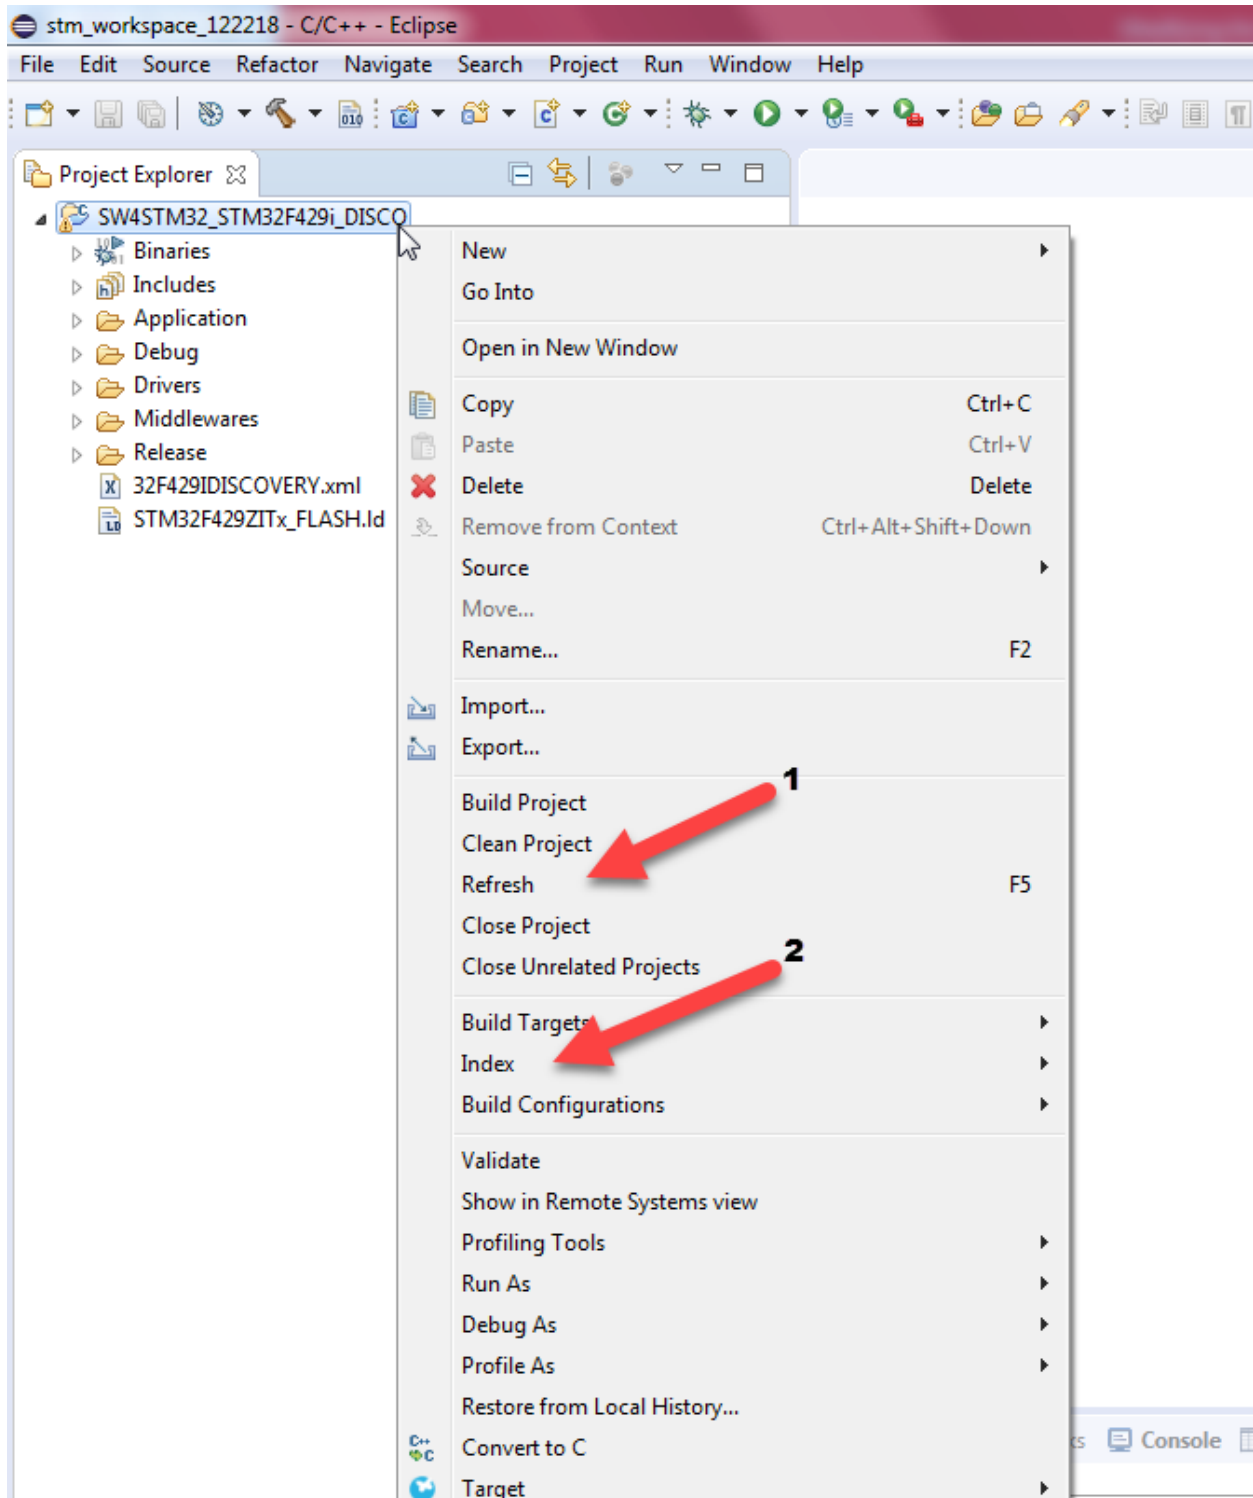 stm_workspace_122218 - C/C++ - Eclipse
File Edit Source Refactor Navigate Search Project Run Window Help
Project Explorer
SW4STM32_STM32F429i_DISCO
Binaries
Includes
Application
Debug
Drivers
Middlewares
Release
32F429IDISCOVERY.xml
STM32F429ZITx_FLASH.ld
New
Go Into
Open in New Window
Copy Ctrl+C
Paste Ctrl+V
Delete Delete
Remove from Context Ctrl+Alt+Shift+Down
Source
Move...
Rename... F2
Import...
Export...
1
Build Project
Clean Project
Refresh F5
Close Project
2
Close Unrelated Projects
Build Targets
Index
Build Configurations
Validate
Show in Remote Systems view
Profiling Tools
Run As
Debug As
Profile As
Restore from Local History...
Convert to C
Console
Target